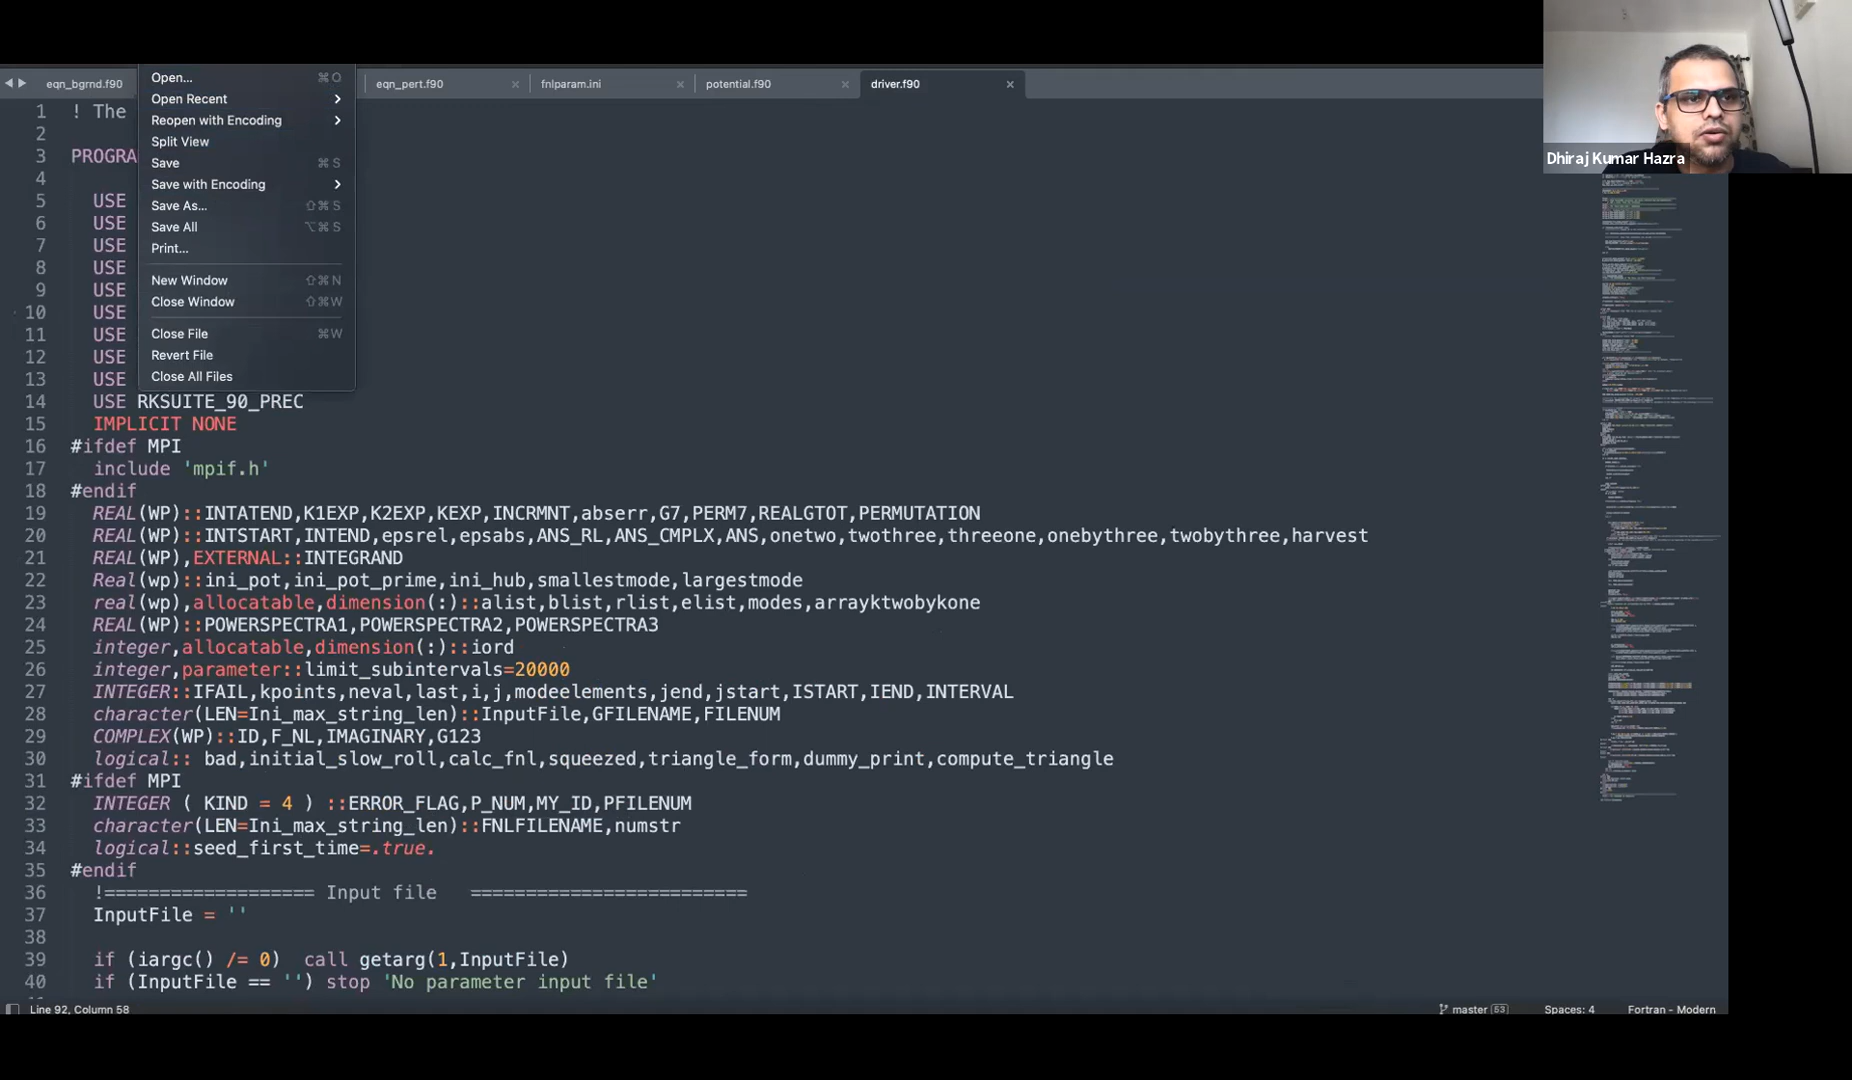 eqn_bgrnd.f90 eqn_pert.f90 × fnlparam.ini × potential.f90 × driver.f90 ×
Open... ⌘O
Open Recent >
Reopen with Encoding >
Split View
Save ⌘ S
Save with Encoding >
Save As... ⇧⌘ S
Save All ⌥⌘ S
Print...
New Window ⇧⌘ N
Close Window ⇧⌘W
Close File ⌘W
Revert File
Close All Files
1 ! The
2
3 PROGRA
4
5 USE
6 USE
7 USE
8 USE
9 USE
10 USE
11 USE
12 USE
13 USE
14 USE RKSUITE_90_PREC
15 IMPLICIT NONE
16 #ifdef MPI
17 include 'mpif.h'
18 #endif
19 REAL(WP)::INTATEND,K1EXP,K2EXP,KEXP,INCRMNT,abserr,G7,PERM7,REALGTOT,PERMUTATION
20 REAL(WP)::INTSTART,INTEND,epsrel,epsabs,ANS_RL,ANS_CMPLX,ANS,onetwo,twothree,threeone,onebythree,twobythree,harvest
21 REAL(WP),EXTERNAL::INTEGRAND
22 Real(wp)::ini_pot,ini_pot_prime,ini_hub,smallestmode,largestmode
23 real(wp),allocatable,dimension(:)::alist,blist,rlist,elist,modes,arrayktwobykone
24 REAL(WP)::POWERSPECTRA1,POWERSPECTRA2,POWERSPECTRA3
25 integer,allocatable,dimension(:)::iord
26 integer,parameter::limit_subintervals=20000
27 INTEGER::IFAIL,kpoints,neval,last,i,j,modeelements,jend,jstart,ISTART,IEND,INTERVAL
28 character(LEN=Ini_max_string_len)::InputFile,GFILENAME,FILENUM
29 COMPLEX(WP)::ID,F_NL,IMAGINARY,G123
30 logical:: bad,initial_slow_roll,calc_fnl,squeezed,triangle_form,dummy_print,compute_triangle
31 #ifdef MPI
32 INTEGER ( KIND = 4 ) ::ERROR_FLAG,P_NUM,MY_ID,PFILENUM
33 character(LEN=Ini_max_string_len)::FNLFILENAME,numstr
34 logical::seed_first_time=.true.
35 #endif
36 !=================== Input file =========================
37 InputFile = ''
38
39 if (iargc() /= 0) call getarg(1,InputFile)
40 if (InputFile == '') stop 'No parameter input file'
Line 92, Column 58 master 53 Spaces: 4 Fortran - Modern
Dhiraj Kumar Hazra